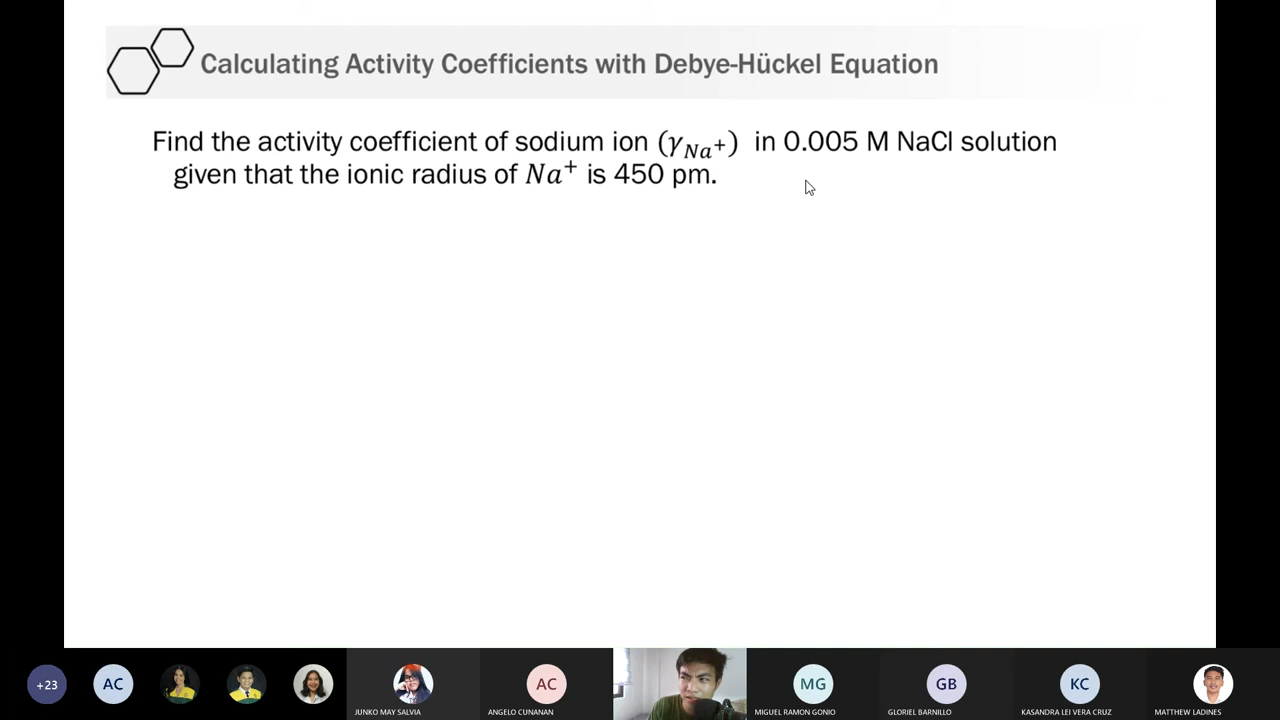 Calculating Activity Coefficients with Debye-Hückel Equation
Find the activity coefficient of sodium ion (γNa+) in 0.005 M NaCl solution
given that the ionic radius of Na+ is 450 pm.
+23
AC
JUNKO MAY SALVIA
AC
ANGELO CUNANAN
MG
MIGUEL RAMON GONIO
GB
GLORIEL BARNILLO
KC
KASANDRA LEI VERA CRUZ
MATTHEW LADINES